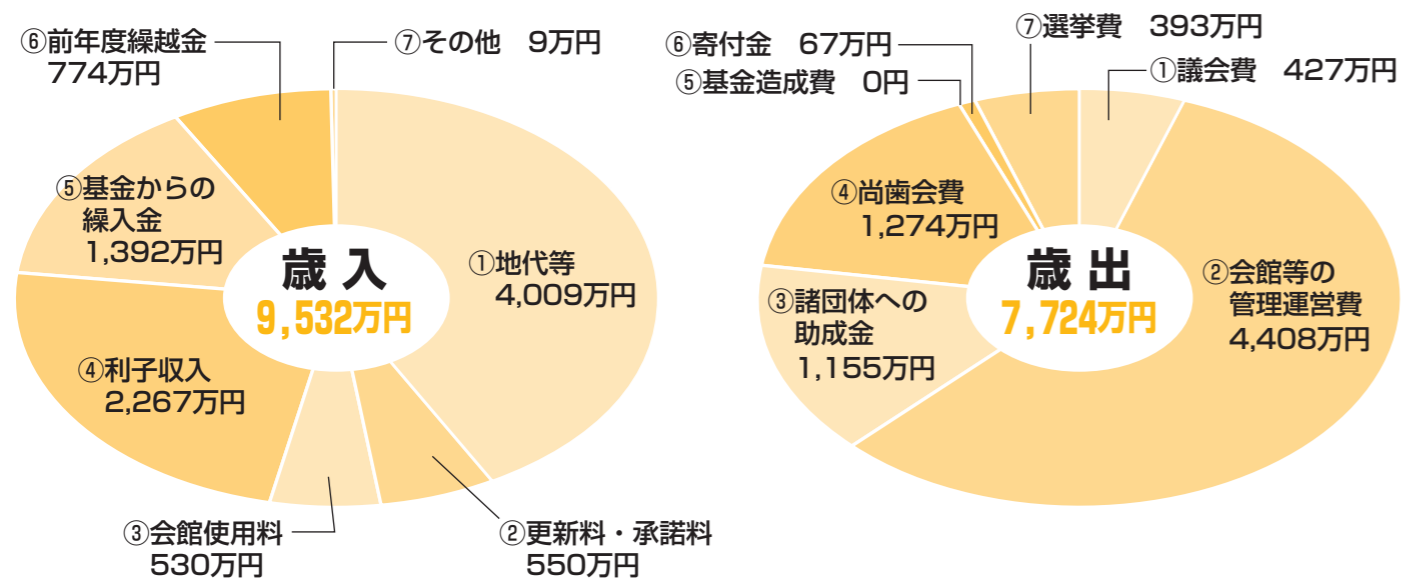 ⑥前年度繰越金
774万円
⑦その他　9万円
⑤基金からの
繰入金
1,392万円
歳入
9,532万円
①地代等
4,009万円
④利子収入
2,267万円
③会館使用料
530万円
②更新料・承諾料
550万円
⑦選挙費　393万円
⑥寄付金　67万円
①議会費　427万円
⑤基金造成費　0円
④尚歯会費
1,274万円
歳出
7,724万円
②会館等の
管理運営費
4,408万円
③諸団体への
助成金
1,155万円